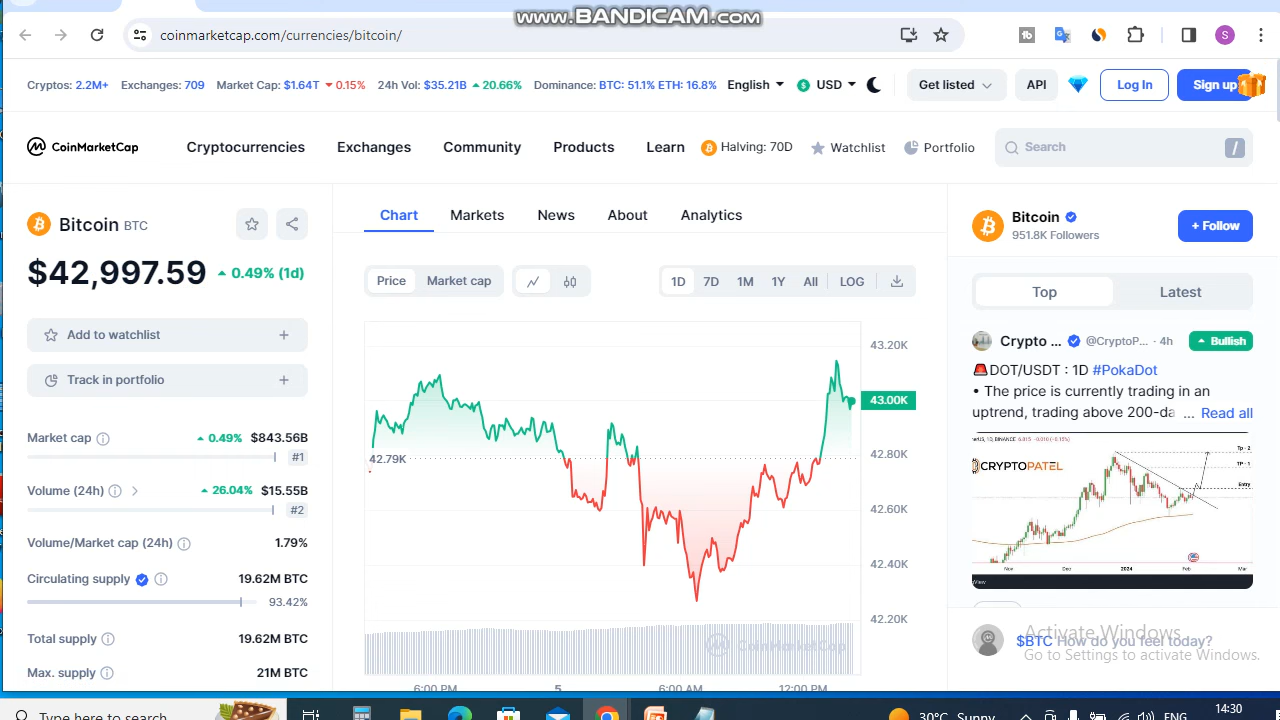 www.BANDICAM.com
coinmarketcap.com/currencies/bitcoin/
S
Cryptos: 2.2M+ Exchanges: 709 Market Cap: $1.64T 0.15% 24h Vol: $35.21B 20.66% Dominance: BTC: 51.1% ETH: 16.8% English USD Get listed API Log In Sign up
CoinMarketCap Cryptocurrencies Exchanges Community Products Learn Halving: 70D Watchlist Portfolio Search /
Bitcoin BTC
$42,997.59 0.49% (1d)
Add to watchlist +
Track in portfolio +
Market cap 0.49% $843.56B
#1
Volume (24h) 26.04% $15.55B
#2
Volume/Market cap (24h) 1.79%
Circulating supply 19.62M BTC
93.42%
Total supply 19.62M BTC
Max. supply 21M BTC
Chart Markets News About Analytics
Price Market cap 1D 7D 1M 1Y All LOG
43.20K
43.00K
42.80K
42.79K
42.60K
42.40K
42.20K
CoinMarketCap
6:00 PM 5 6:00 AM 12:00 PM
Bitcoin
951.8K Followers
+ Follow
Top Latest
Crypto ... @CryptoP... · 4h Bullish
DOT/USDT : 1D #PokaDot
• The price is currently trading in an
uptrend, trading above 200-da ... Read all
CRYPTOPATEL
Tp - 2
TP - 1
Entry
Nov Dec 2024 Feb Mar
$BTC How do you feel today?
Activate Windows
Go to Settings to activate Windows.
Type here to search
30°C Sunny ENG 14:30